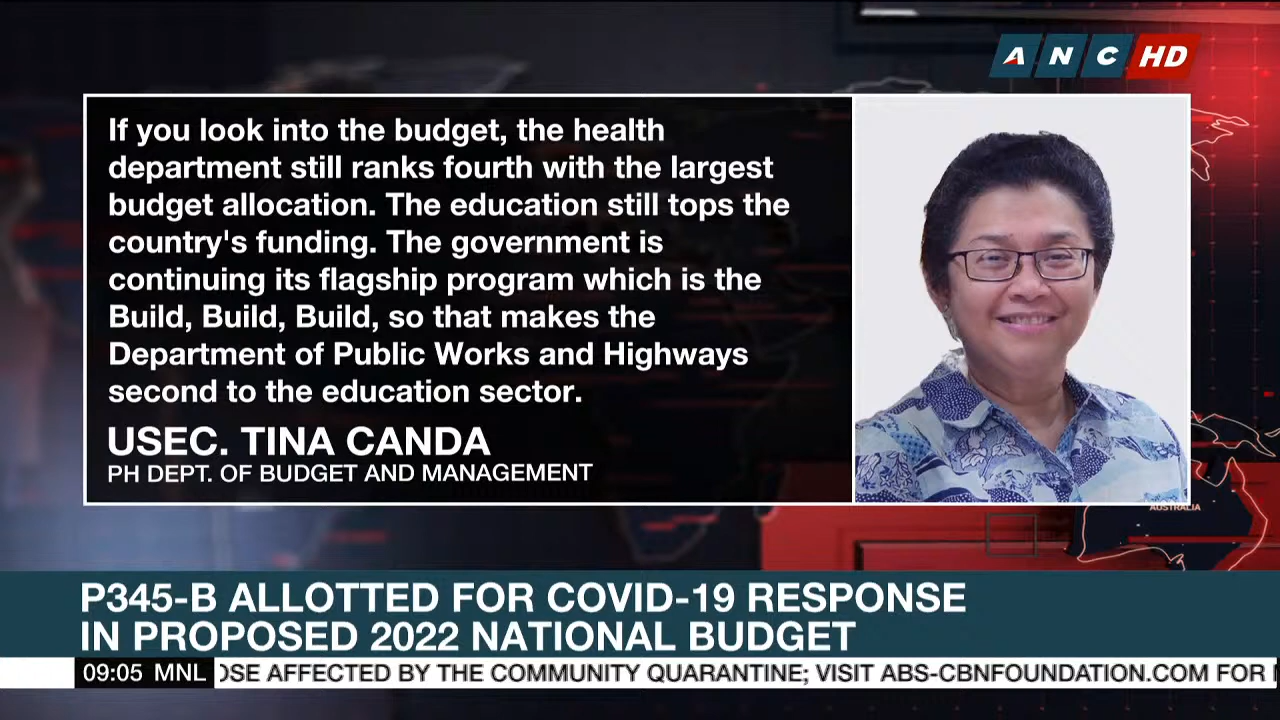 ANC HD
If you look into the budget, the health
department still ranks fourth with the largest
budget allocation. The education still tops the
country's funding. The government is
continuing its flagship program which is the
Build, Build, Build, so that makes the
Department of Public Works and Highways
second to the education sector.
USEC. TINA CANDA
PH DEPT. OF BUDGET AND MANAGEMENT
AUSTRALIA
P345-B ALLOTTED FOR COVID-19 RESPONSE
IN PROPOSED 2022 NATIONAL BUDGET
09:05 MNL AFFECTED BY THE COMMUNITY QUARANTINE; VISIT ABS-CBNFOUNDATION.COM FOR